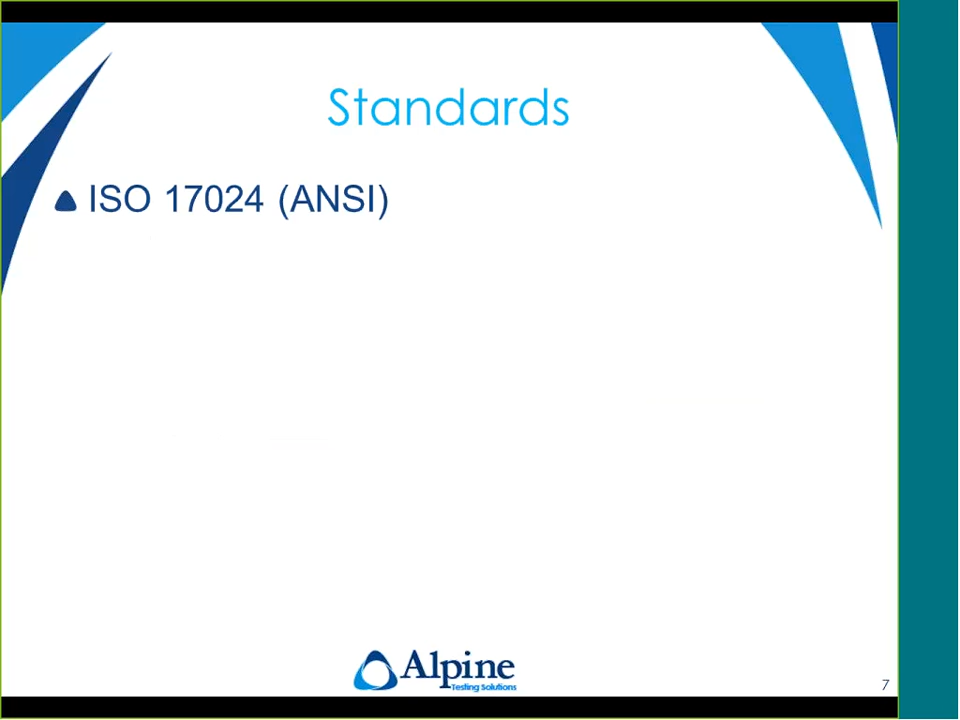 Standards
ISO 17024 (ANSI)
Alpine
Testing Solutions
7